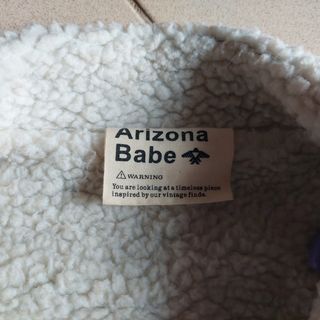 Arizona
Babe
⚠ WARNING
You are looking at a timeless piece
inspired by our vintage finds.